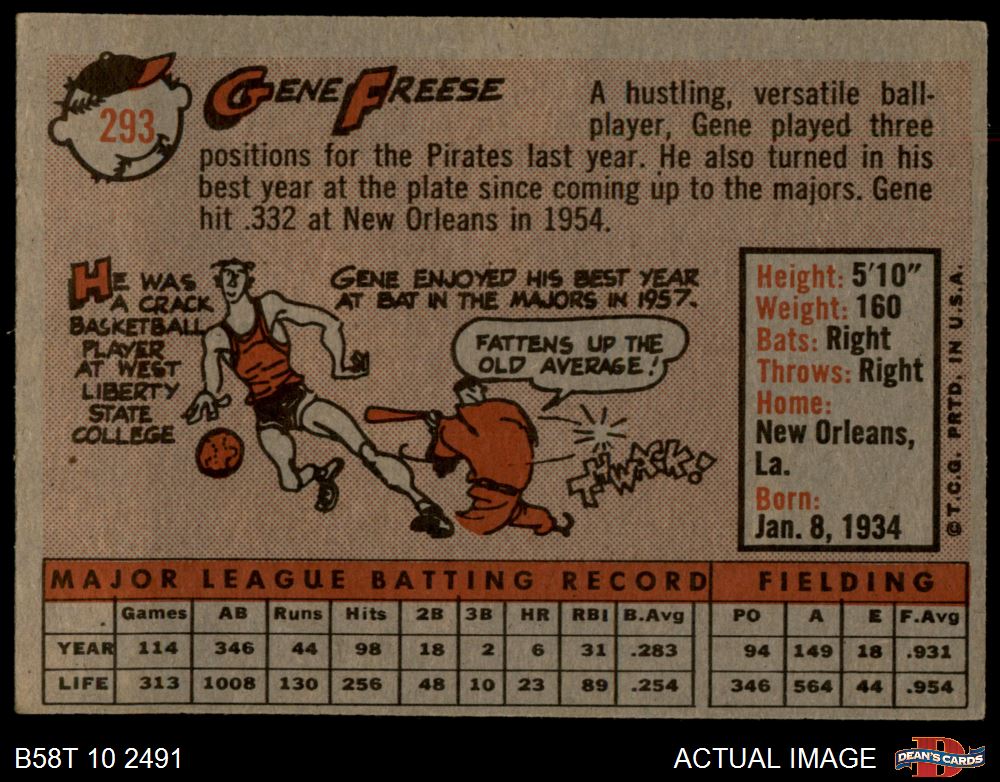 293
GENE FREESE
A hustling, versatile ball-
player, Gene played three
positions for the Pirates last year. He also turned in his
best year at the plate since coming up to the majors. Gene
hit .332 at New Orleans in 1954.
HE WAS
A CRACK
BASKETBALL
PLAYER
AT WEST
LIBERTY
STATE
COLLEGE
GENE ENJOYED HIS BEST YEAR
AT BAT IN THE MAJORS IN 1957.
FATTENS UP THE
OLD AVERAGE!
THWACK!
Height: 5'10"
Weight: 160
Bats: Right
Throws: Right
Home:
New Orleans,
La.
Born:
Jan. 8, 1934
©T.C.G. PRTD. IN U.S.A.
MAJOR LEAGUE BATTING RECORD FIELDING
Games AB Runs Hits 2B 3B HR RBI B.Avg PO A E F.Avg
YEAR 114 346 44 98 18 2 6 31 .283 94 149 18 .931
LIFE 313 1008 130 256 48 10 23 89 .254 346 564 44 .954
B58T 10 2491
ACTUAL IMAGE
D
DEAN'S CARDS